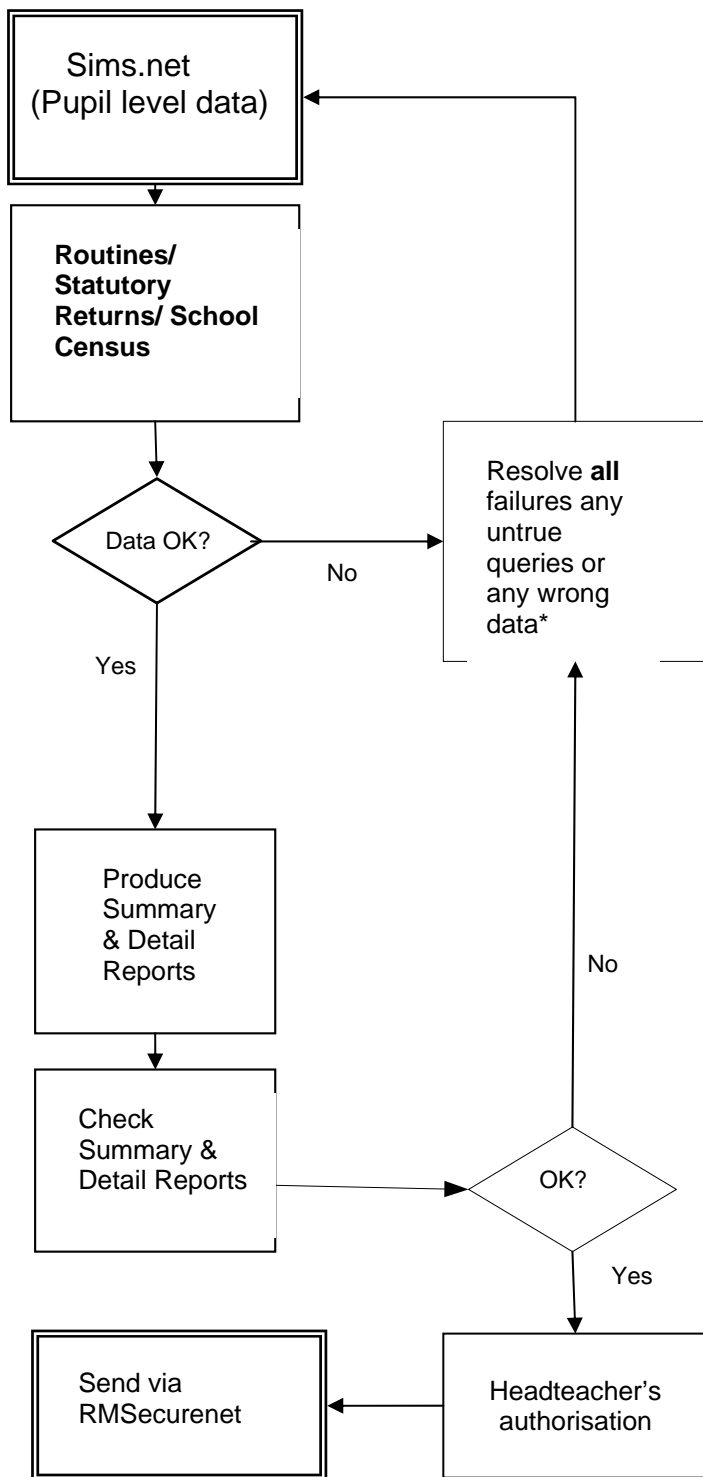 Sims.net
(Pupil level data)
Routines/
Statutory
Returns/ School
Census
Data OK?
No
Resolve all
failures any
untrue
queries or
any wrong
data*
Yes
Produce
Summary
& Detail
Reports
No
Check
Summary &
Detail Reports
OK?
Yes
Send via
RMSecurenet
Headteacher’s
authorisation